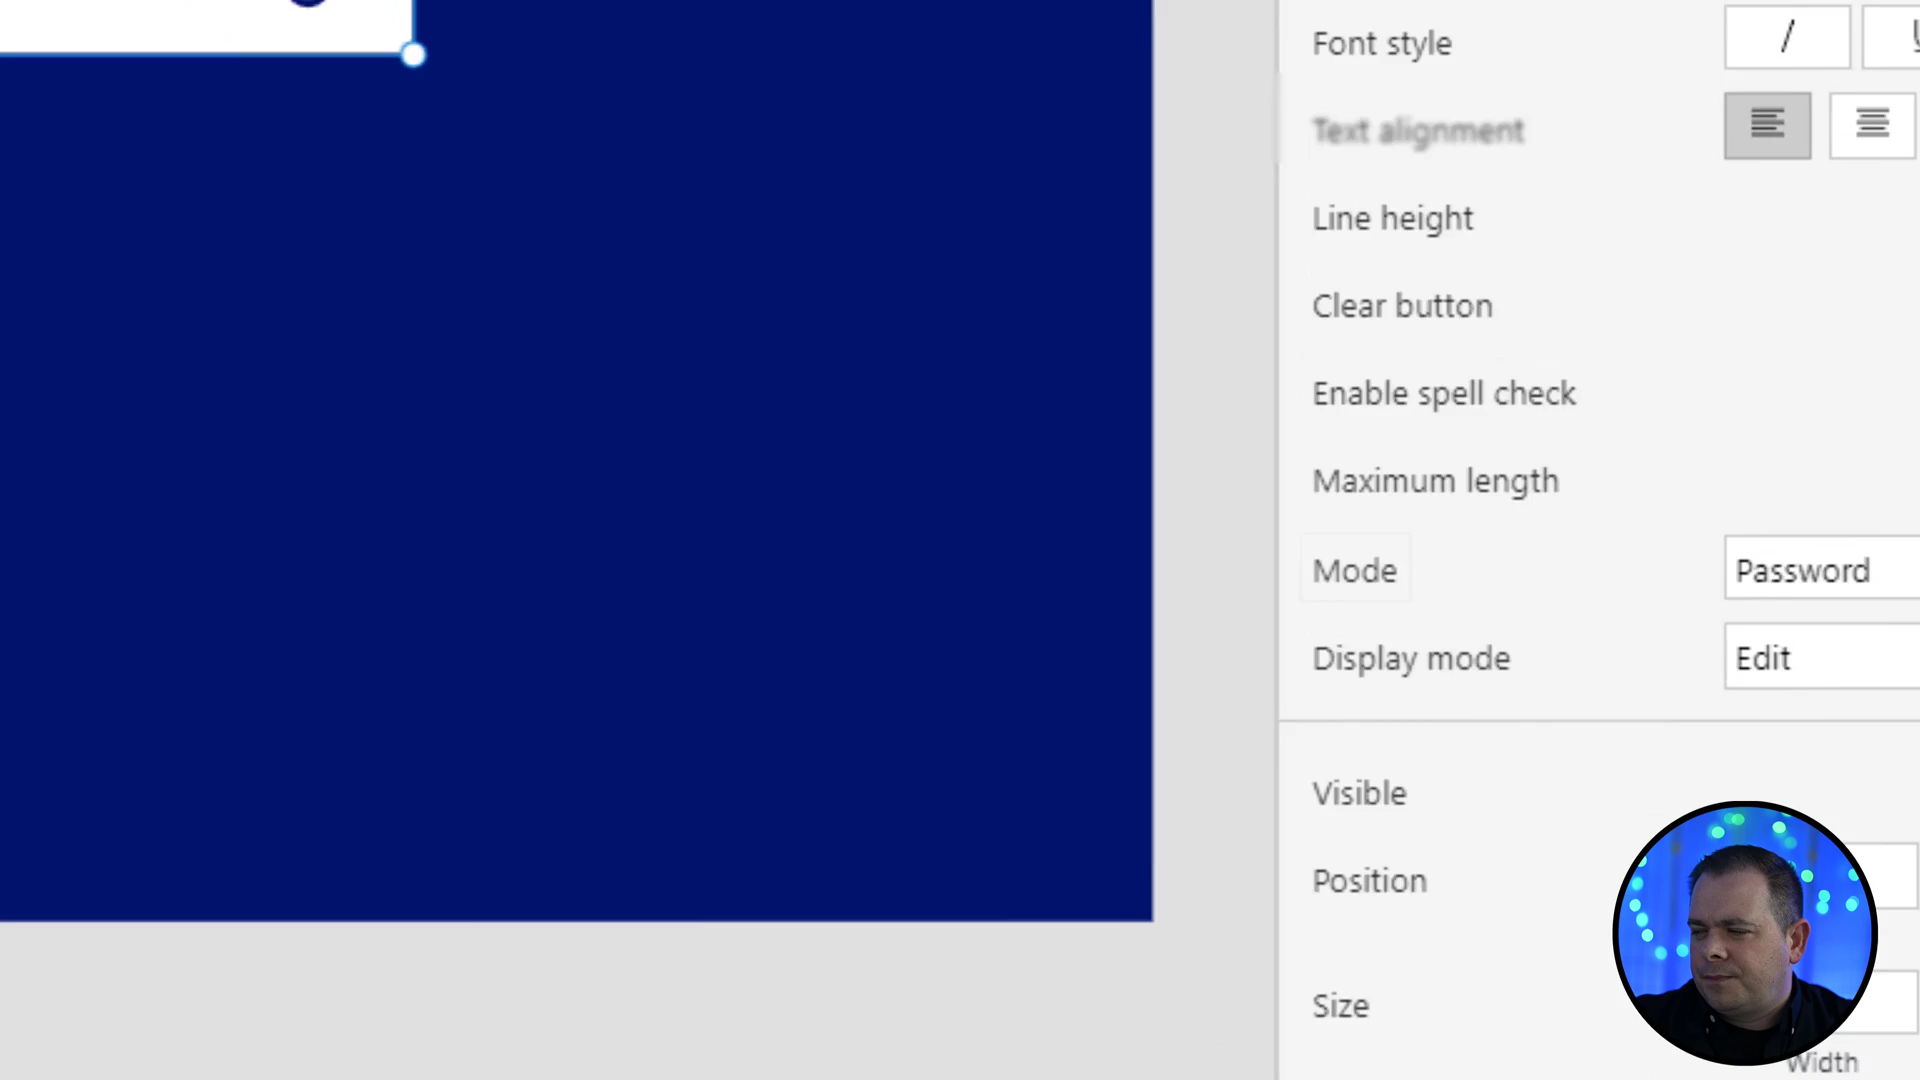 Font style /
Text alignment
Line height
Clear button
Enable spell check
Maximum length
Mode Password
Display mode Edit
Visible
Position
Size
Width